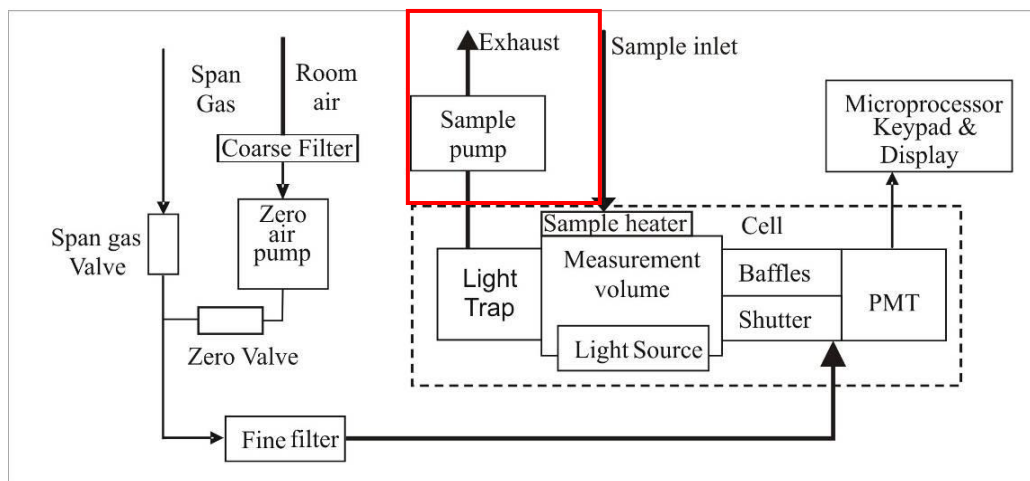 Span
Gas
Room
air
Coarse Filter
Zero
air
pump
Span gas
Valve
Zero Valve
Fine filter
Exhaust
Sample
pump
Sample inlet
Sample heater
Cell
Light
Trap
Measurement
volume
Light Source
Baffles
Shutter
PMT
Microprocessor
Keypad &
Display